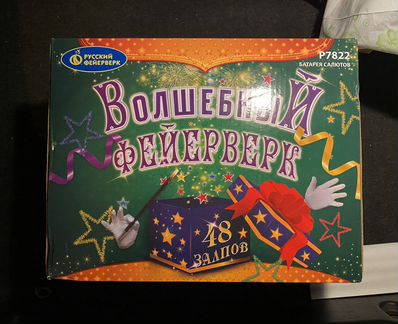 РУССКИЙ
ФЕЙЕРВЕРК
Р7822
БАТАРЕЯ САЛЮТОВ
ВОЛШЕБНЫЙ
ФЕЙЕРВЕРК
48
ЗАЛПОВ